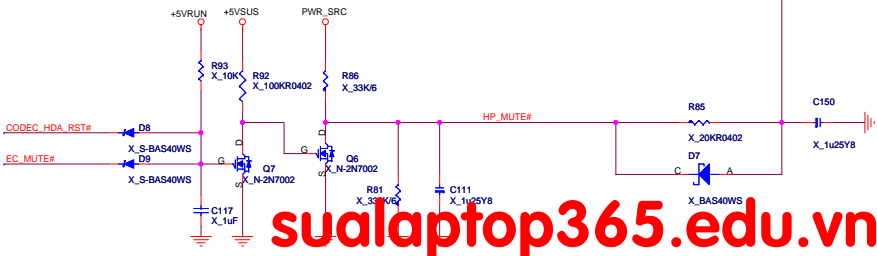 +5VRUN +5VSUS PWR_SRC
R93
X_10K
R92
X_100KR0402
R86
X_33K/6
CODEC_HDA_RST#
D8
X_S-BAS40WS
EC_MUTE#
D9
X_S-BAS40WS
G D S
Q7
X_N-2N7002
G D S
Q6
X_N-2N7002
HP_MUTE#
R85
X_20KR0402
C150
X_1u25Y8
D7
C A
X_BAS40WS
C117
X_1uF
R81
X_33K/6
C111
X_1u25Y8
sualaptop365.edu.vn